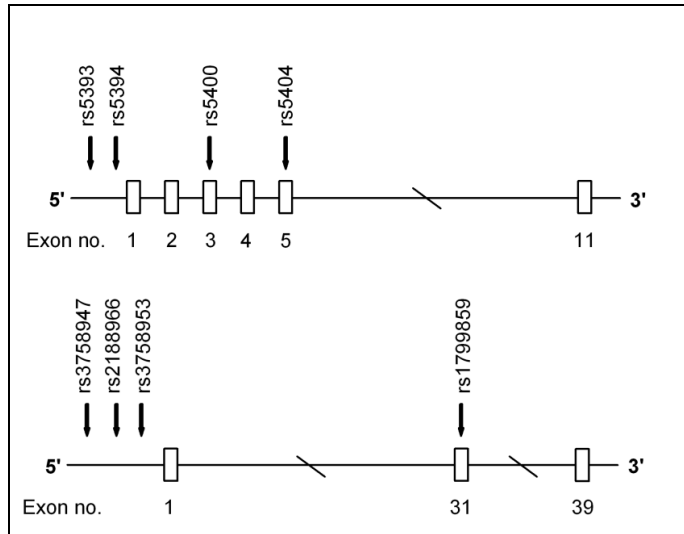 rs5393 rs5394 rs5400 rs5404
5' 3'
Exon no. 1 2 3 4 5 11
rs3758947 rs2188966 rs3758953 rs1799859
5' 3'
Exon no. 1 31 39